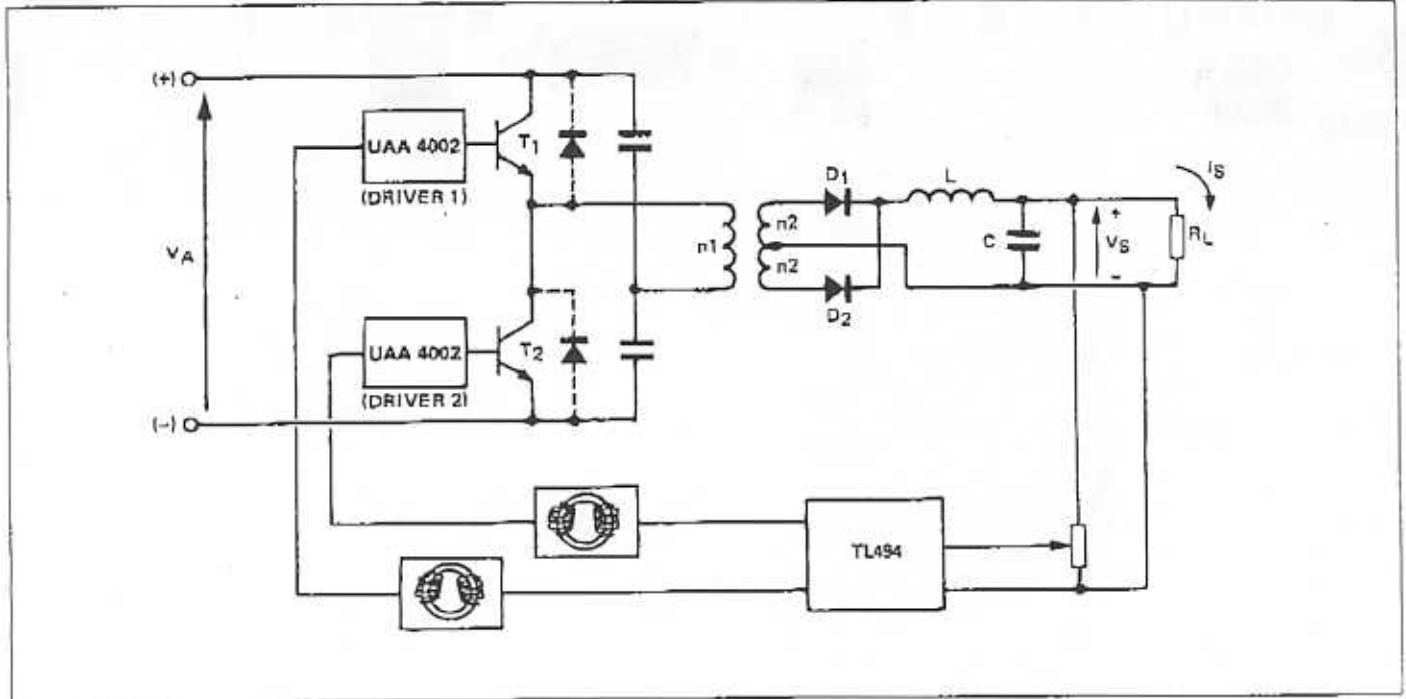 (+)
UAA 4002
T1
(DRIVER 1)
VA
n1
n2
n2
D1
D2
L
C
+
VS
-
IS
RL
UAA 4002
T2
(DRIVER 2)
(-)
TL494